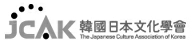 JCAK 韓國日本文化學會
The Japanese Culture Association of Korea